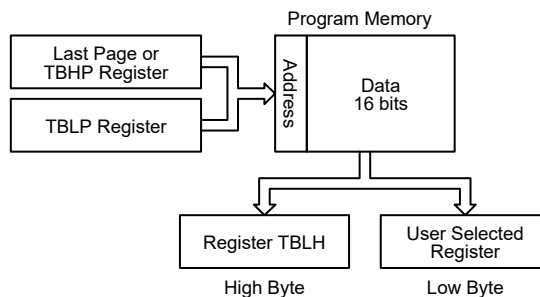 Program Memory
Last Page or
TBHP Register
TBLP Register
Address
Data
16 bits
Register TBLH
User Selected
Register
High Byte
Low Byte